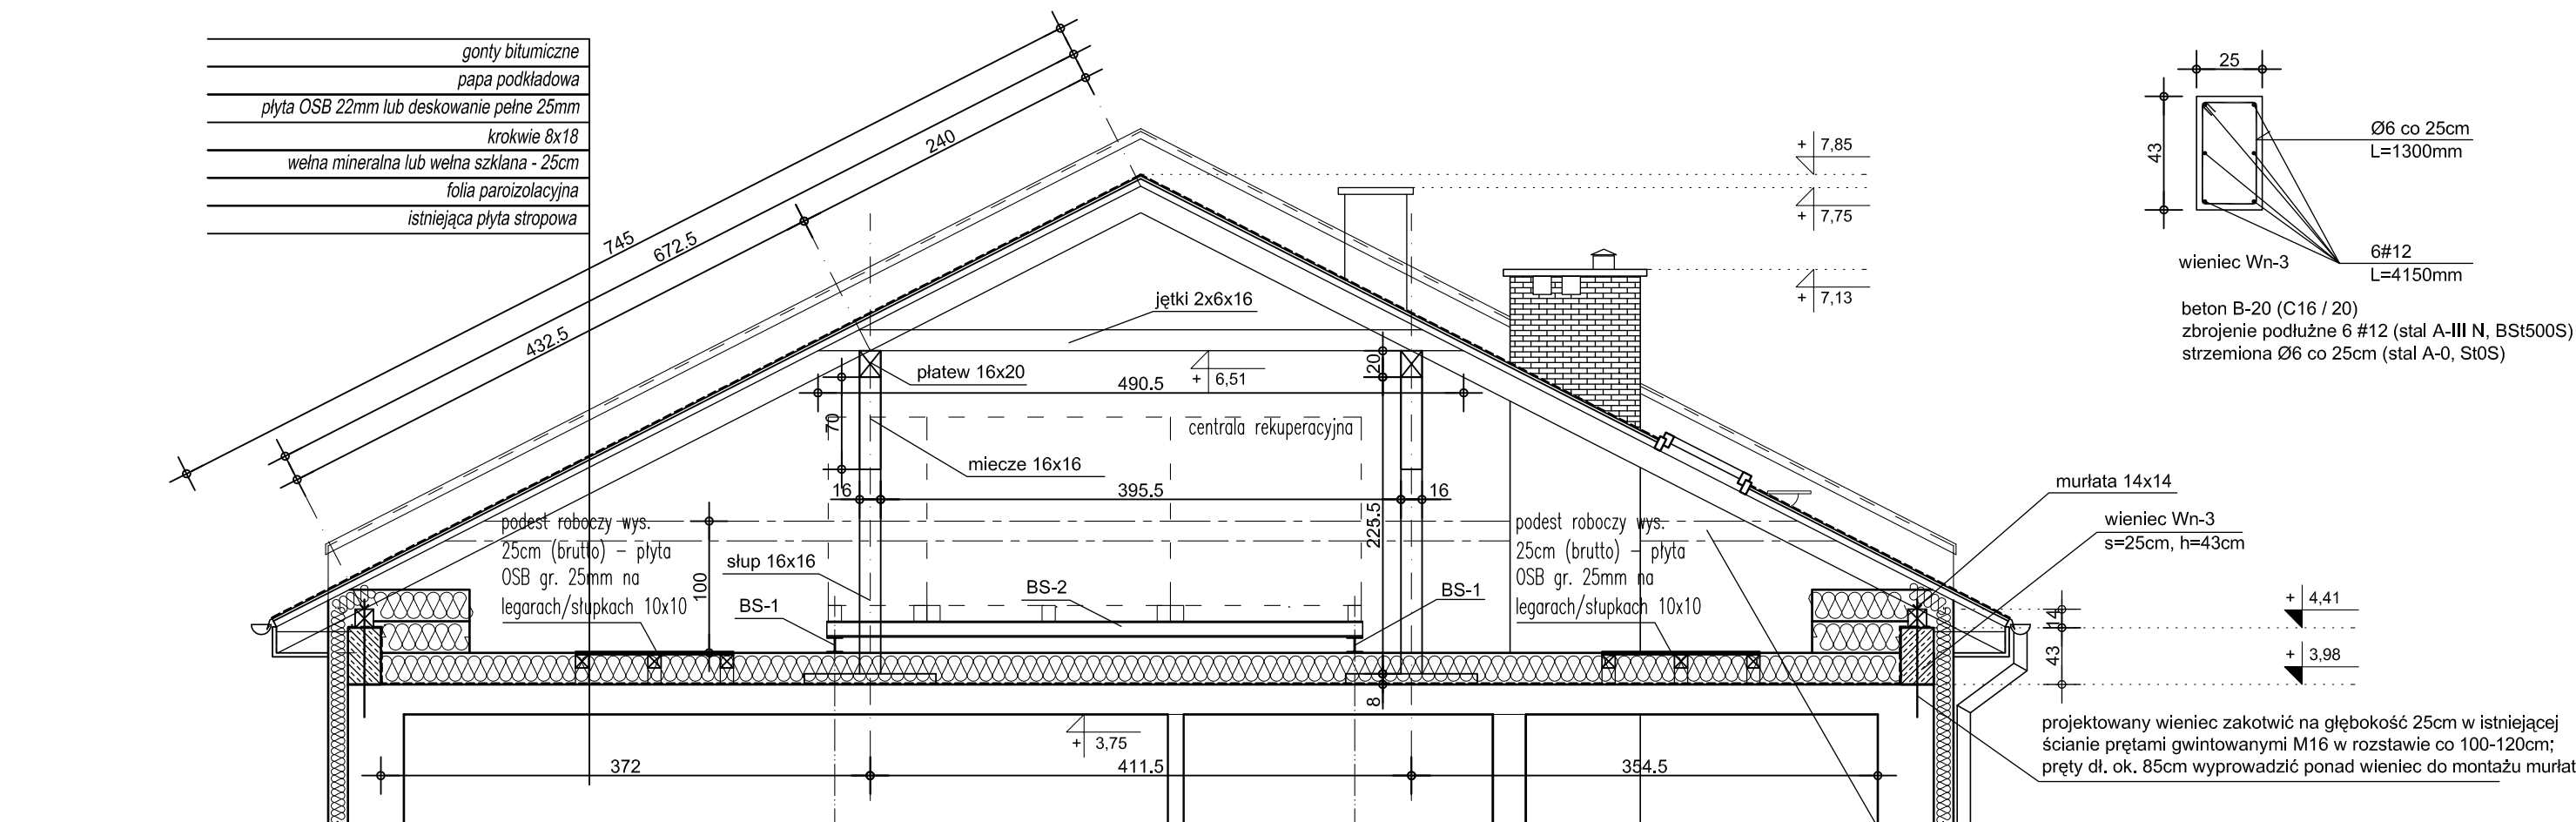 gonty bitumiczne
papa podkładowa
płyta OSB 22mm lub deskowanie pełne 25mm
krokwie 8x18
wełna mineralna lub wełna szklana - 25cm
folia paroizolacyjna
istniejąca płyta stropowa
745
672.5
240
432.5
+ 7,85
+ 7,75
+ 7,13
25
43
Ø6 co 25cm
L=1300mm
6#12
L=4150mm
wieniec Wn-3
beton B-20 (C16 / 20)
zbrojenie podłużne 6 #12 (stal A-III N, BSt500S)
strzemiona Ø6 co 25cm (stal A-0, St0S)
jętki 2x6x16
płatew 16x20
+ 6,51
20
490.5
70
centrala rekuperacyjna
miecze 16x16
16
395.5
16
225.5
podest roboczy wys.
25cm (brutto) – płyta
OSB gr. 25mm na
legarach/słupkach 10x10
100
słup 16x16
BS-1
BS-2
BS-1
podest roboczy wys.
25cm (brutto) – płyta
OSB gr. 25mm na
legarach/słupkach 10x10
murłata 14x14
wieniec Wn-3
s=25cm, h=43cm
14
43
+ 4,41
+ 3,98
8
+ 3,75
372
411.5
354.5
projektowany wieniec zakotwić na głębokość 25cm w istniejącej
ścianie prętami gwintowanymi M16 w rozstawie co 100-120cm;
pręty dł. ok. 85cm wyprowadzić ponad wieniec do montażu murłat